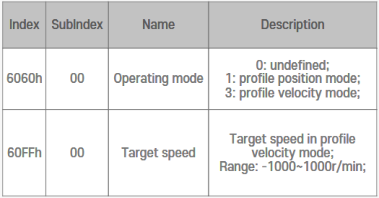 Index SubIndex Name Description
6060h 00 Operating mode 0: undefined;
1: profile position mode;
3: profile velocity mode;
60FFh 00 Target speed Target speed in profile
velocity mode;
Range: -1000~1000r/min;